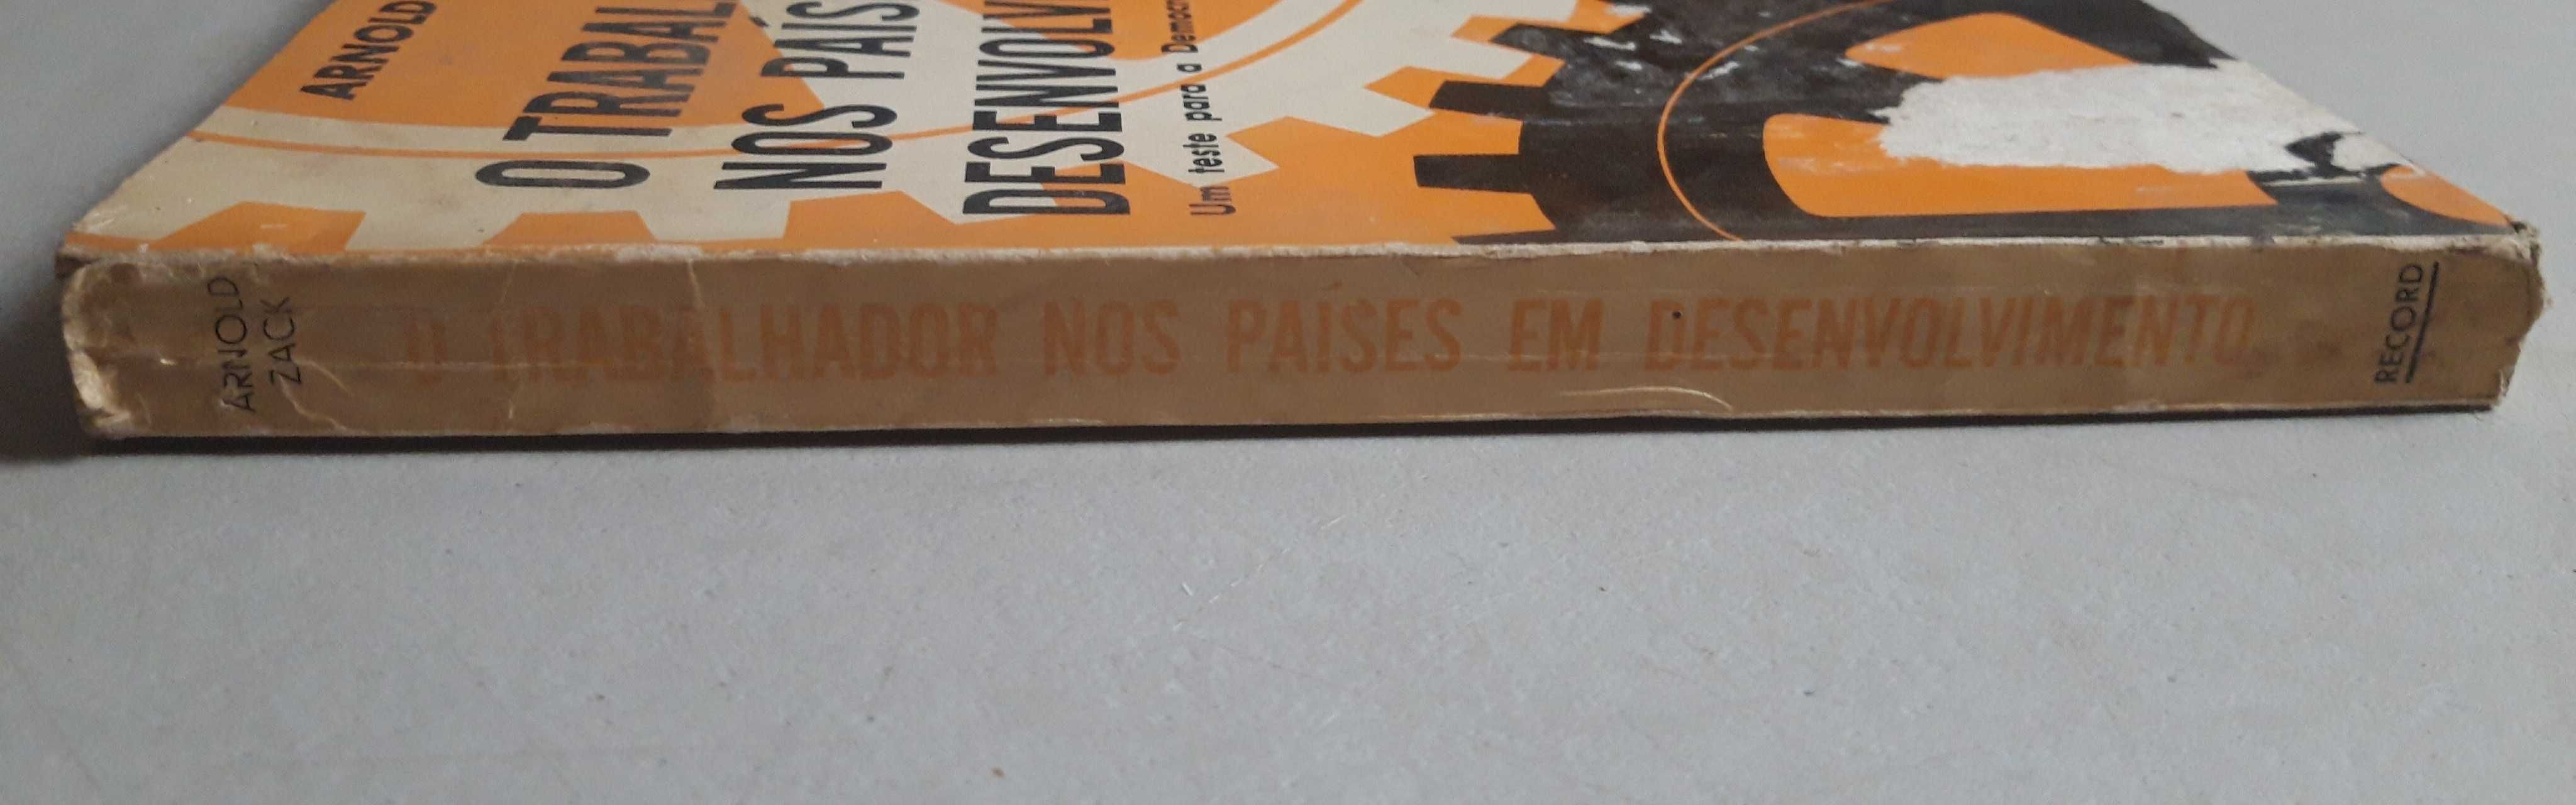 ARNOLD
O TRABAL
NOS PAÍS
DESENVOLV
Um teste para a Democr
ARNOLD
ZACK
O TRABALHADOR NOS PAISES EM DESENVOLVIMENTO
RECORD